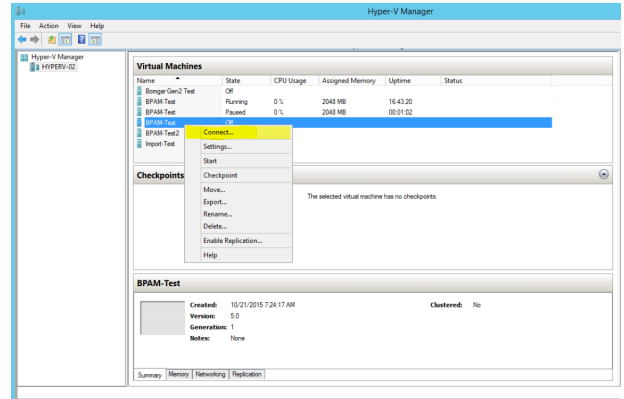 Hyper-V Manager
File Action View Help
Hyper-V Manager
HYPERV-02
Virtual Machines
Name State CPU Usage Assigned Memory Uptime Status
Bomgar Gen2 Test Off
BPAM-Test Running 0 % 2048 MB 16:43:20
BPAM-Test Paused 0 % 2048 MB 00:01:02
BPAM-Test Off
BPAM-Test2
Import-Test
Connect...
Settings...
Start
Checkpoint
Move...
Export...
Rename...
Delete...
Enable Replication...
Help
Checkpoints
The selected virtual machine has no checkpoints.
BPAM-Test
Created: 10/21/2015 7:24:17 AM Clustered: No
Version: 5.0
Generation: 1
Notes: None
Summary Memory Networking Replication